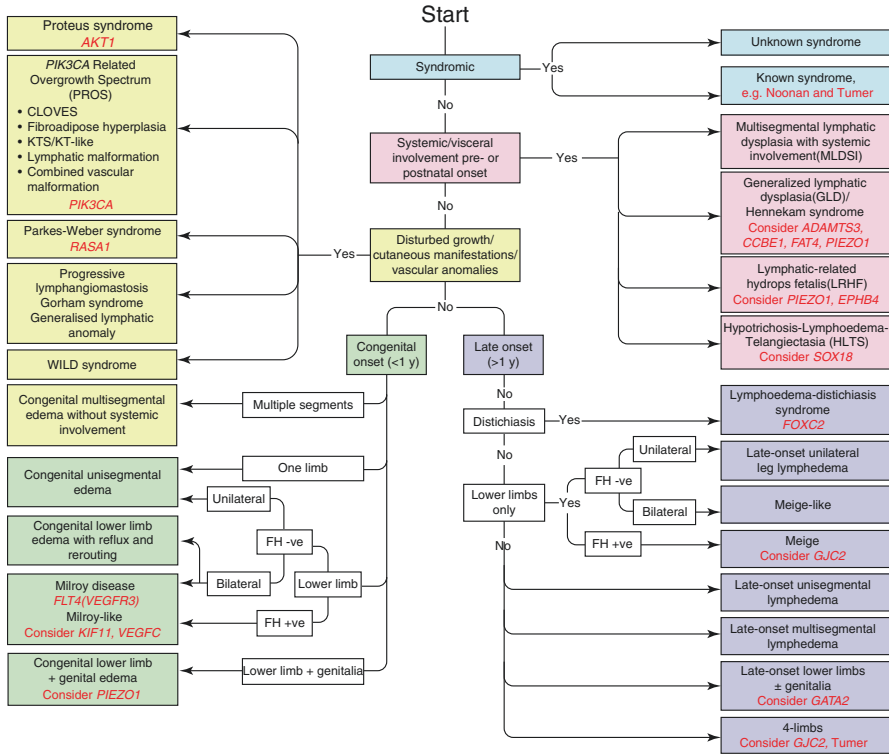 Start
Proteus syndrome
AKT1
PIK3CA Related
Overgrowth Spectrum
(PROS)
• CLOVES
• Fibroadipose hyperplasia
• KTS/KT-like
• Lymphatic malformation
• Combined vascular
malformation
PIK3CA
Parkes-Weber syndrome
RASA1
Progressive
lymphangiomastosis
Gorham syndrome
Generalised lymphatic
anomaly
WILD syndrome
Congenital multisegmental
edema without systemic
involvement
Congenital unisegmental
edema
Congenital lower limb
edema with reflux and
rerouting
Milroy disease
FLT4(VEGFR3)
Milroy-like
Consider KIF11, VEGFC
Congenital lower limb
+ genital edema
Consider PIEZO1
Syndromic
Yes
No
Systemic/visceral
involvement pre- or
postnatal onset
Yes
No
Disturbed growth/
cutaneous manifestations/
vascular anomalies
Yes
No
Congenital
onset (<1 y)
Late onset
(>1 y)
Multiple segments
One limb
Unilateral
FH -ve
Bilateral
Lower limb
FH +ve
Lower limb + genitalia
No
Distichiasis
Yes
No
Lower limbs
only
Yes
No
Unilateral
FH -ve
Bilateral
FH +ve
Unknown syndrome
Known syndrome,
e.g. Noonan and Tumer
Multisegmental lymphatic
dysplasia with systemic
involvement(MLDSI)
Generalized lymphatic
dysplasia(GLD)/
Hennekam syndrome
Consider ADAMTS3,
CCBE1, FAT4, PIEZO1
Lymphatic-related
hydrops fetalis(LRHF)
Consider PIEZO1, EPHB4
Hypotrichosis-Lymphoedema-
Telangiectasia (HLTS)
Consider SOX18
Lymphoedema-distichiasis
syndrome
FOXC2
Late-onset unilateral
leg lymphedema
Meige-like
Meige
Consider GJC2
Late-onset unisegmental
lymphedema
Late-onset multisegmental
lymphedema
Late-onset lower limbs
± genitalia
Consider GATA2
4-limbs
Consider GJC2, Tumer